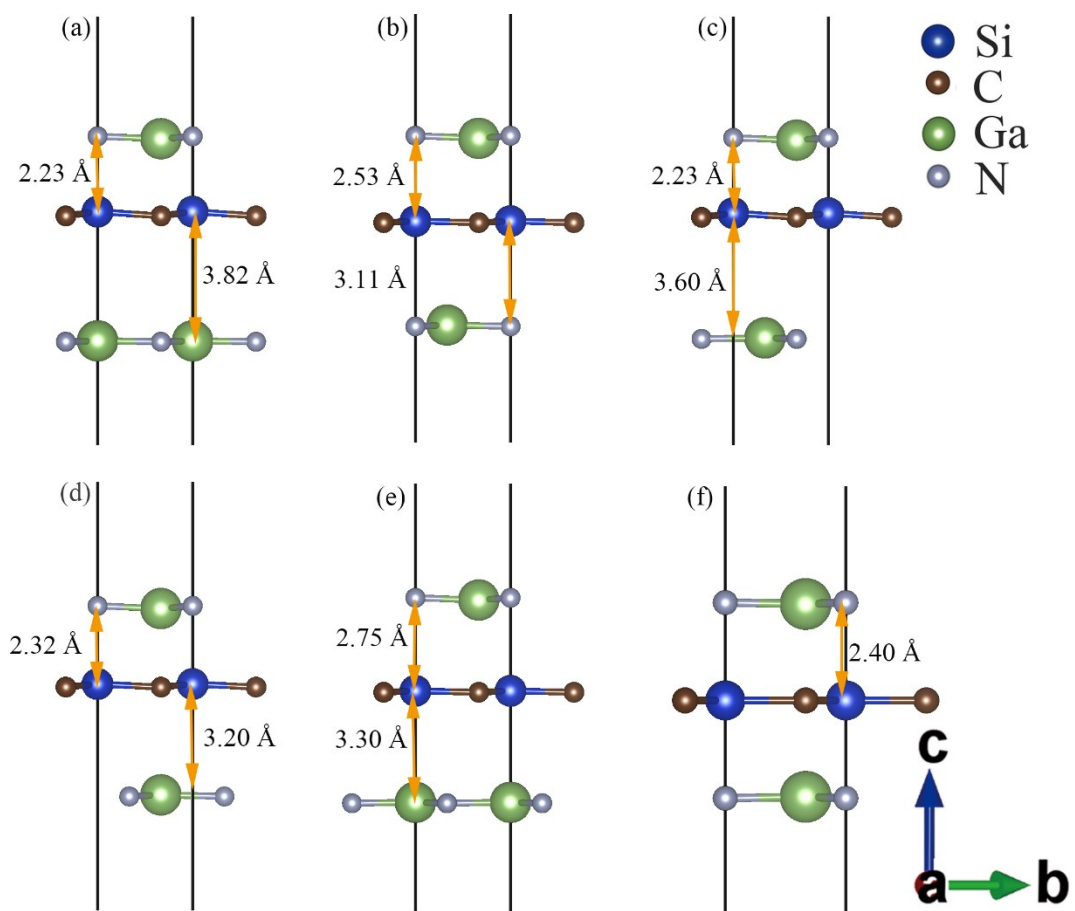 (a)
(b)
(c)
Si
C
Ga
N
2.23 Å
3.82 Å
2.53 Å
3.11 Å
2.23 Å
3.60 Å
(d)
(e)
(f)
2.32 Å
3.20 Å
2.75 Å
3.30 Å
2.40 Å
c
a
b